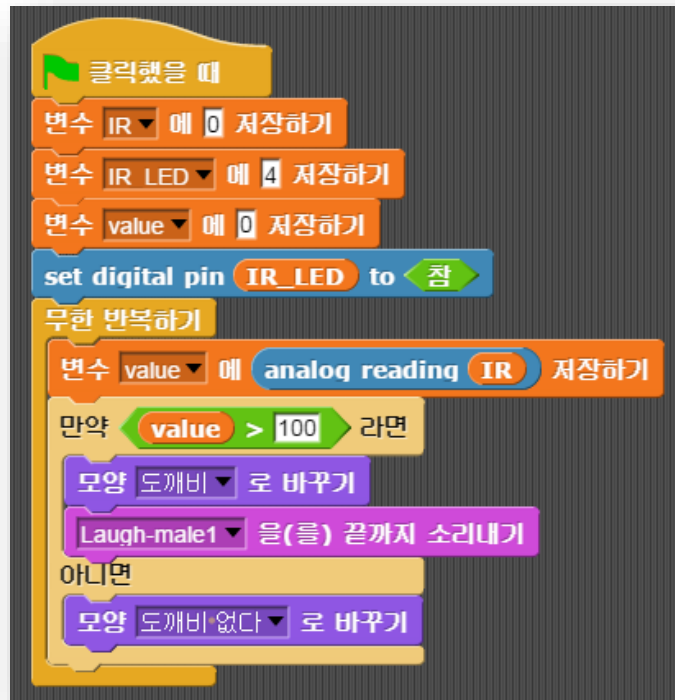 클릭했을 때
변수 IR 에 0 저장하기
변수 IR LED 에 4 저장하기
변수 value 에 0 저장하기
set digital pin IR_LED to 참
무한 반복하기
변수 value 에 analog reading IR 저장하기
만약 value > 100 라면
모양 도깨비 로 바꾸기
Laugh-male1 을(를) 끝까지 소리내기
아니면
모양 도깨비·없다 로 바꾸기